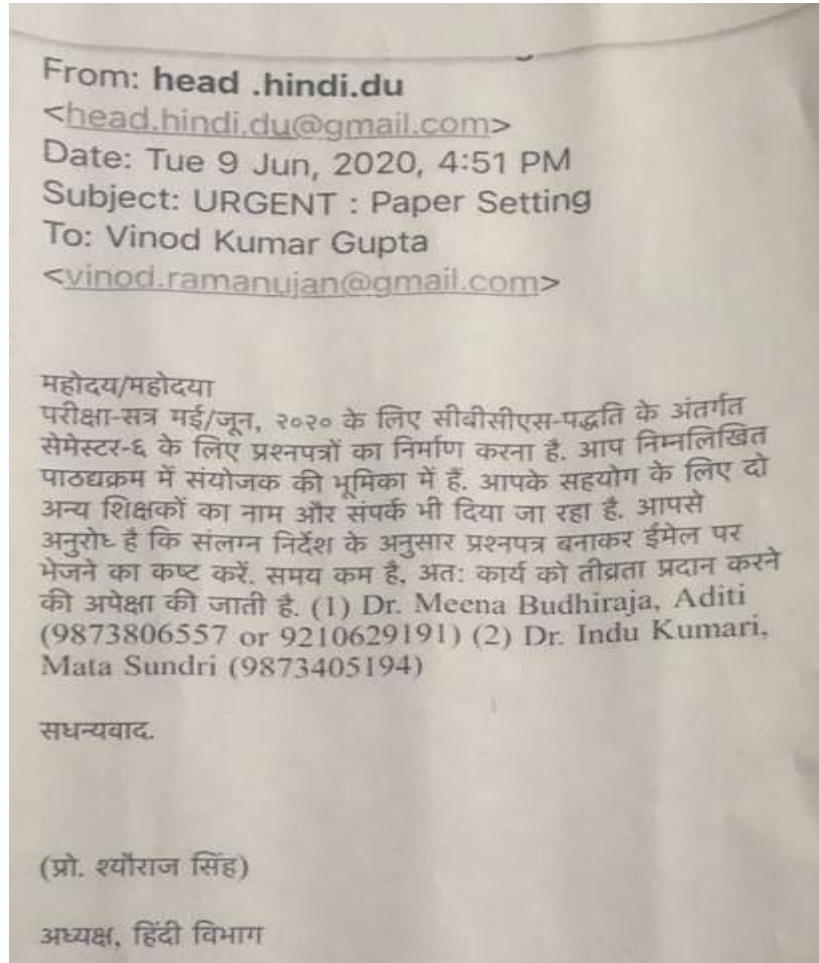 From: head .hindi.du
<head.hindi.du@gmail.com>
Date: Tue 9 Jun, 2020, 4:51 PM
Subject: URGENT : Paper Setting
To: Vinod Kumar Gupta
<vinod.ramanujan@gmail.com>
महोदय/महोदया
परीक्षा-सत्र मई/जून, २०२० के लिए सीबीसीएस-पद्धति के अंतर्गत
सेमेस्टर-६ के लिए प्रश्नपत्रों का निर्माण करना है. आप निम्नलिखित
पाठ्यक्रम में संयोजक की भूमिका में हैं. आपके सहयोग के लिए दो
अन्य शिक्षकों का नाम और संपर्क भी दिया जा रहा है. आपसे
अनुरोध है कि संलग्न निर्देश के अनुसार प्रश्नपत्र बनाकर ईमेल पर
भेजने का कष्ट करें. समय कम है, अत: कार्य को तीव्रता प्रदान करने
की अपेक्षा की जाती है. (1) Dr. Meena Budhiraja, Aditi
(9873806557 or 9210629191) (2) Dr. Indu Kumari,
Mata Sundri (9873405194)
सधन्यवाद.
(प्रो. श्यौराज सिंह)
अध्यक्ष, हिंदी विभाग